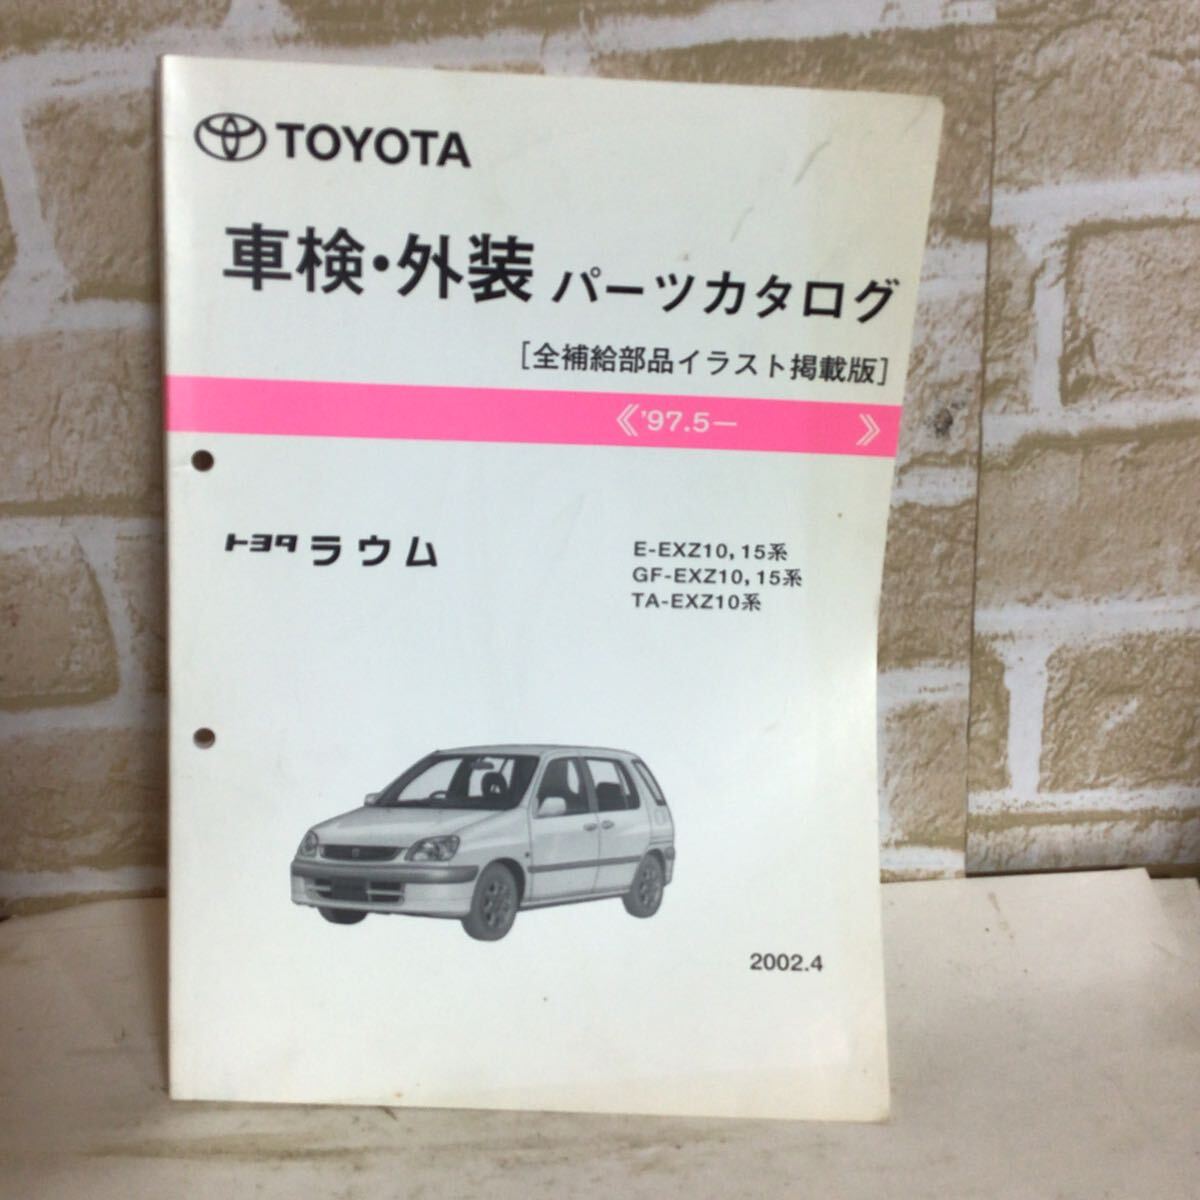 TOYOTA
車検・外装 パーツカタログ
[全補給部品イラスト掲載版]
《'97.5－ 》
トヨタ ラウム
E-EXZ10, 15系
GF-EXZ10, 15系
TA-EXZ10系
2002.4